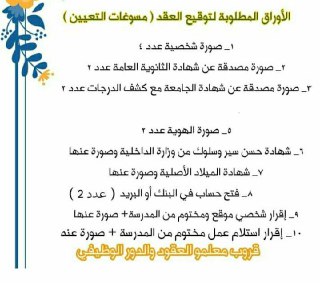 الأوراق المطلوبة لتوقيع العقد ( مسوغات التعيين )
١_ صورة شخصية عدد ٤
٢_ صورة مصدقة عن شهادة الثانوية العامة عدد ٢
٣_ صورة مصدقة عن شهادة الجامعة مع كشف الدرجات عدد ٢
٥_ صورة الهوية عدد ٢
٦_ شهادة حسن سير وسلوك من وزارة الداخلية وصورة عنها
٧_ شهادة الميلاد الأصلية وصورة عنها
٨_ فتح حساب في البنك أو البريد ( عدد 2 )
٩_ إقرار شخصي موقع ومختوم من المدرسة+ صورة عنها
١٠_ إقرار استلام عمل مختوم من المدرسة + صورة عنه
قروب معلمو العقود والدور الوظيفي